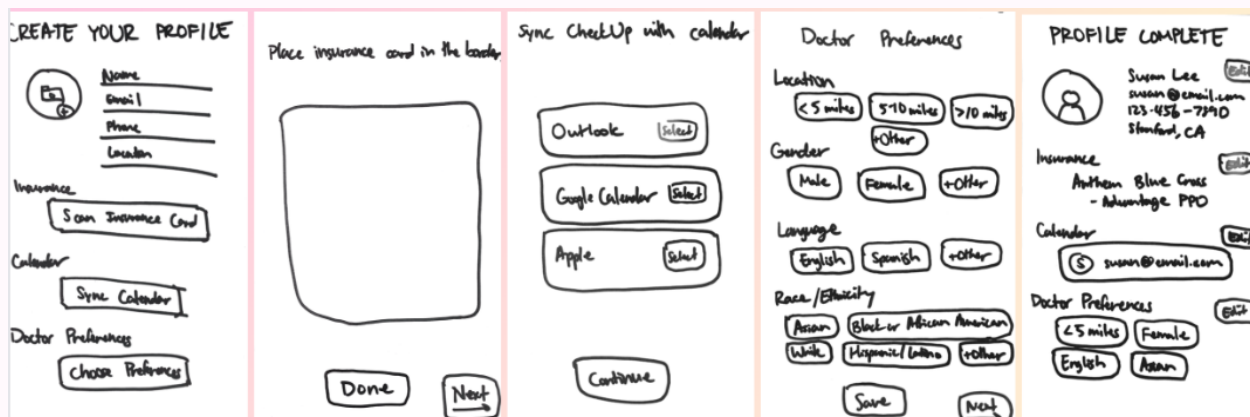 CREATE YOUR PROFILE
Name
Email
Phone
Location
Insurance
Scan Insurance Card
Calendar
Sync Calendar
Doctor Preferences
Choose Preferences
Place insurance card in the border
Done
Next
Sync CheckUp with calendar
Outlook Select
Google Calendar Select
Apple Select
Continue
Doctor Preferences
Location
< 5 miles 5-10 miles >10 miles
+Other
Gender
Male Female +Other
Language
English Spanish +Other
Race/Ethnicity
Asian Black or African American
White Hispanic/Latino +Other
Save
Next
PROFILE COMPLETE
Edit
Susan Lee
susan@email.com
123-456-7890
Stanford, CA
Insurance Edit
Anthem Blue Cross
- Advantage PPO
Calendar Edit
S susan@email.com
Doctor Preferences Edit
< 5 miles Female
English Asian